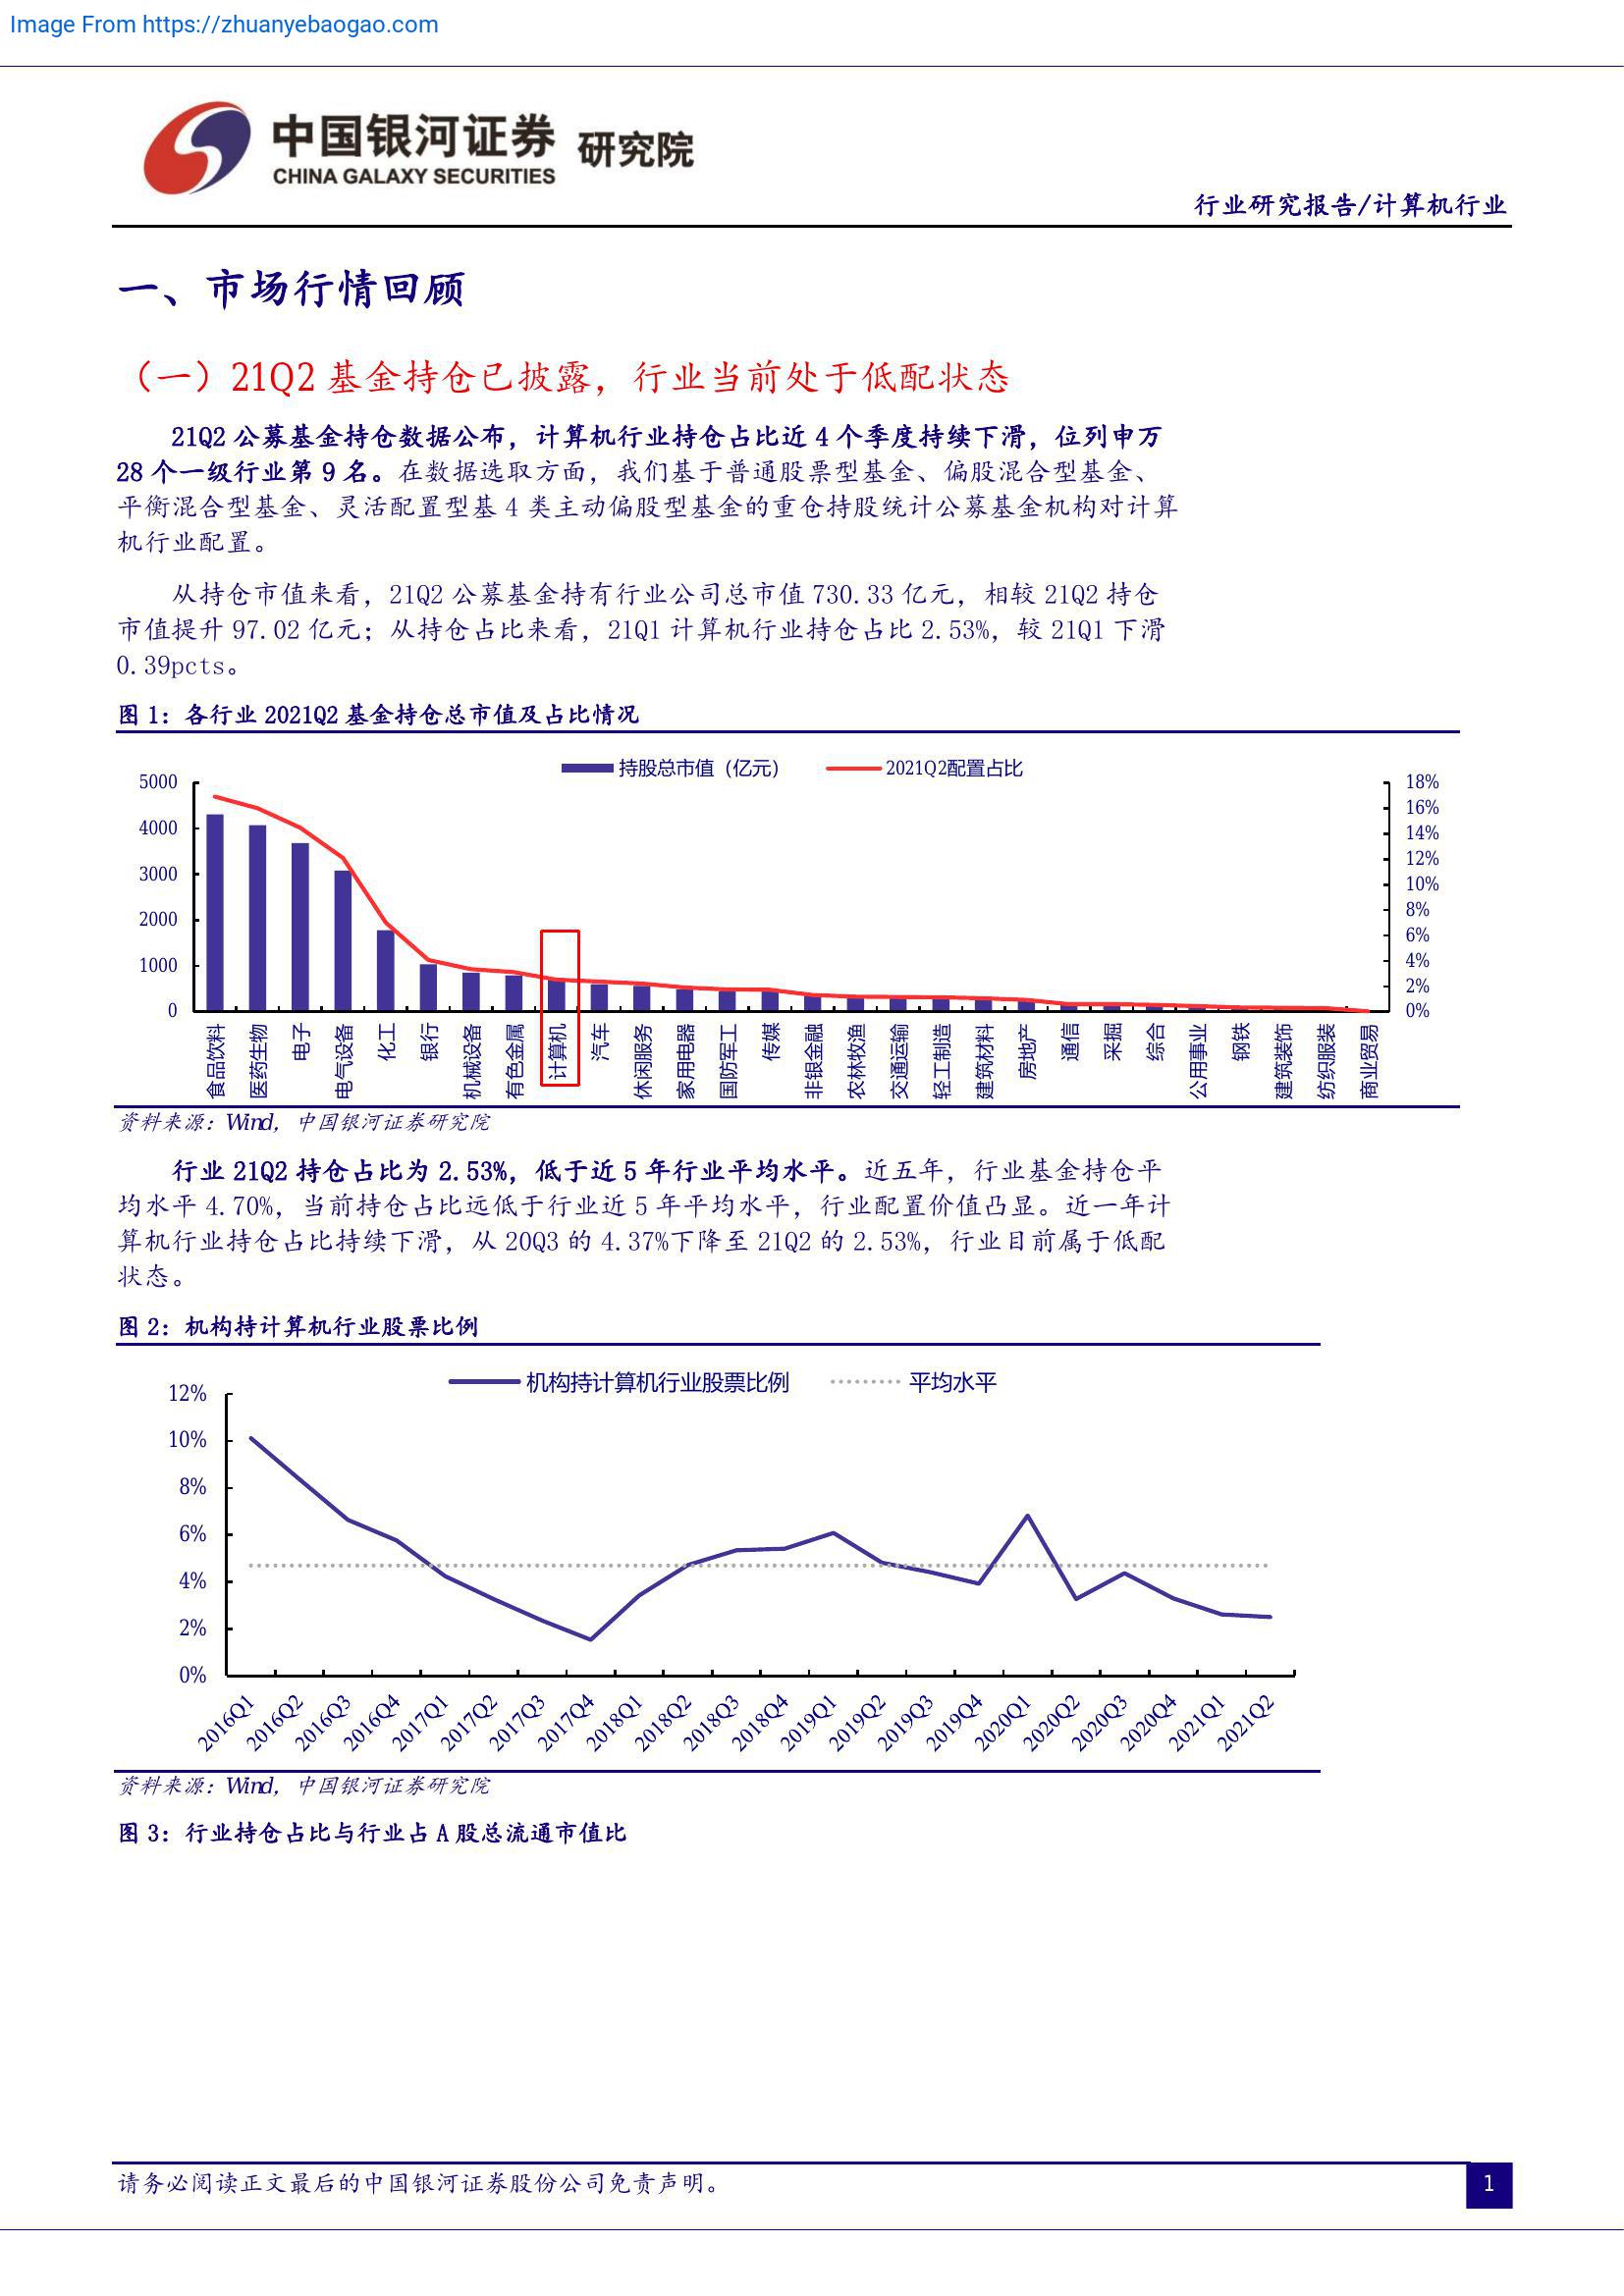 Image From https://zhuanyebaogao.com
中国银河证券 研究院
CHINA GALAXY SECURITIES
行业研究报告/计算机行业
一、市场行情回顾
（一）21Q2 基金持仓已披露，行业当前处于低配状态
21Q2 公募基金持仓数据公布，计算机行业持仓占比近 4 个季度持续下滑，位列申万
28 个一级行业第 9 名。在数据选取方面，我们基于普通股票型基金、偏股混合型基金、
平衡混合型基金、灵活配置型基 4 类主动偏股型基金的重仓持股统计公募基金机构对计算
机行业配置。
从持仓市值来看，21Q2 公募基金持有行业公司总市值 730.33 亿元，相较 21Q2 持仓
市值提升 97.02 亿元；从持仓占比来看，21Q1 计算机行业持仓占比 2.53%，较 21Q1 下滑
0.39pcts。
图 1：各行业 2021Q2 基金持仓总市值及占比情况
持股总市值（亿元） 2021Q2配置占比
5000
4000
3000
2000
1000
0
18%
16%
14%
12%
10%
8%
6%
4%
2%
0%
食品饮料
医药生物
电子
电气设备
化工
银行
机械设备
有色金属
计算机
汽车
休闲服务
家用电器
国防军工
传媒
非银金融
农林牧渔
交通运输
轻工制造
建筑材料
房地产
通信
采掘
综合
公用事业
钢铁
建筑装饰
纺织服装
商业贸易
资料来源：Wind，中国银河证券研究院
行业 21Q2 持仓占比为 2.53%，低于近 5 年行业平均水平。近五年，行业基金持仓平
均水平 4.70%，当前持仓占比远低于行业近 5 年平均水平，行业配置价值凸显。近一年计
算机行业持仓占比持续下滑，从 20Q3 的 4.37%下降至 21Q2 的 2.53%，行业目前属于低配
状态。
图 2：机构持计算机行业股票比例
机构持计算机行业股票比例 平均水平
12%
10%
8%
6%
4%
2%
0%
2016Q1
2016Q2
2016Q3
2016Q4
2017Q1
2017Q2
2017Q3
2017Q4
2018Q1
2018Q2
2018Q3
2018Q4
2019Q1
2019Q2
2019Q3
2019Q4
2020Q1
2020Q2
2020Q3
2020Q4
2021Q1
2021Q2
资料来源：Wind，中国银河证券研究院
图 3：行业持仓占比与行业占 A 股总流通市值比
请务必阅读正文最后的中国银河证券股份公司免责声明。
1